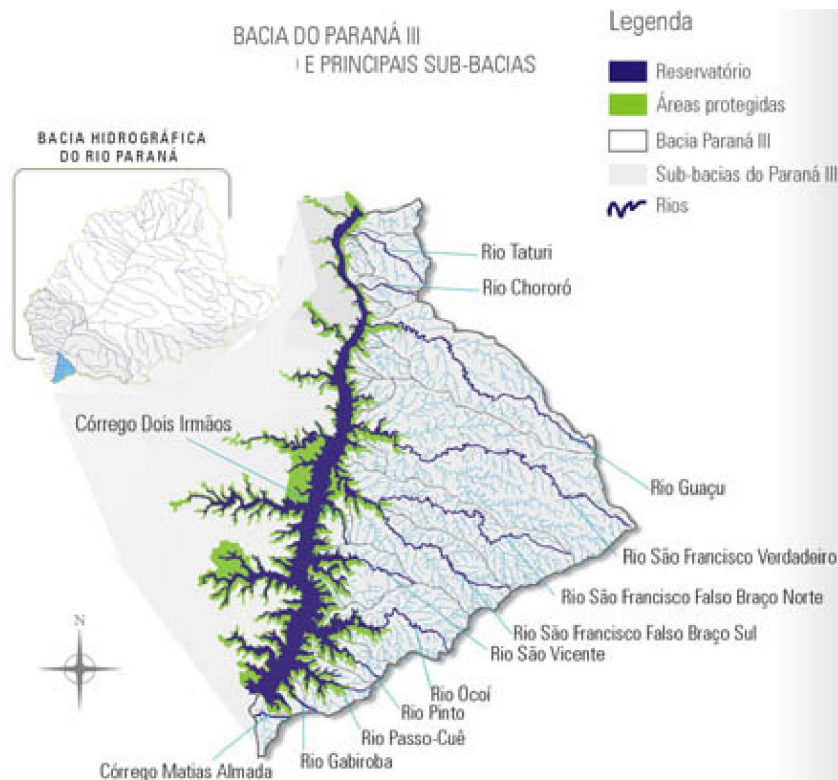 BACIA DO PARANÁ III
E PRINCIPAIS SUB-BACIAS
Legenda
Reservatório
Áreas protegidas
Bacia Paraná III
Sub-bacias do Paraná III
Rios
BACIA HIDROGRÁFICA
DO RIO PARANÁ
Rio Taturi
Rio Chororó
Córrego Dois Irmãos
Rio Guaçu
Rio São Francisco Verdadeiro
Rio São Francisco Falso Braço Norte
Rio São Francisco Falso Braço Sul
Rio São Vicente
N
Rio Ocoí
Rio Pinto
Rio Passo-Cuê
Rio Gabiroba
Córrego Matias Almada